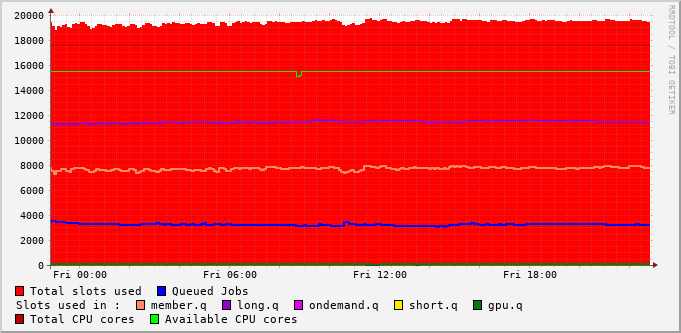 20000
18000
16000
14000
12000
10000
8000
6000
4000
2000
0
Fri 00:00 Fri 06:00 Fri 12:00 Fri 18:00
RRDTOOL / TOBI OETIKER
Total slots used Queued Jobs
Slots used in : member.q long.q ondemand.q short.q gpu.q
Total CPU cores Available CPU cores